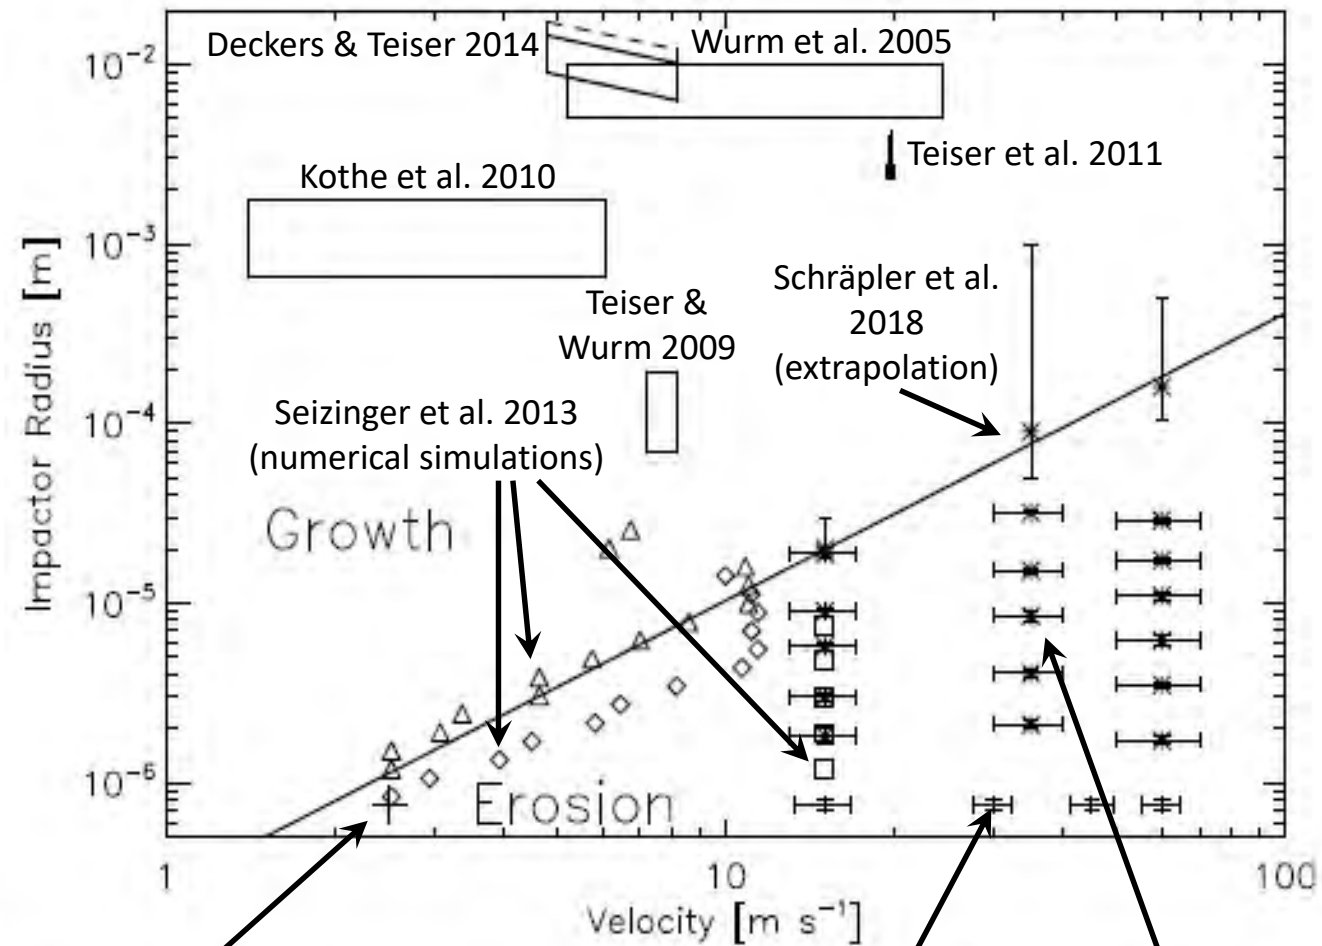 Deckers & Teiser 2014
Wurm et al. 2005
10⁻²
Teiser et al. 2011
Kothe et al. 2010
10⁻³
Schräpler et al.
2018
(extrapolation)
Teiser &
Wurm 2009
10⁻⁴
Seizinger et al. 2013
(numerical simulations)
Growth
10⁻⁵
10⁻⁶
Erosion
Impactor Radius [m]
1
10
100
Velocity [m s⁻¹]